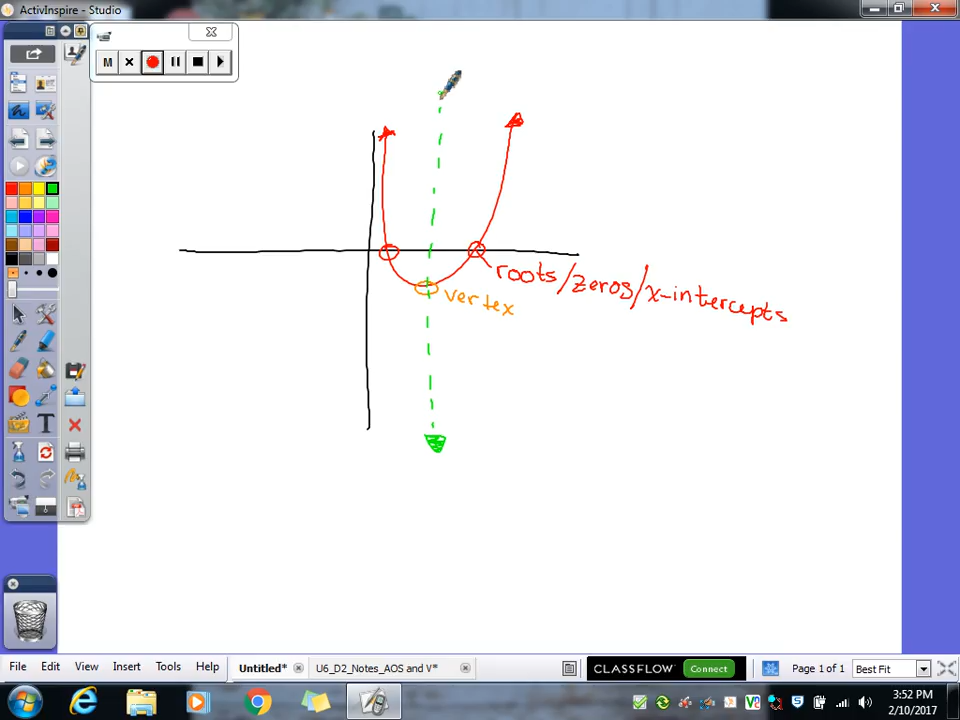 ActivInspire - Studio
M
roots/zeros/x-intercepts
vertex
File Edit View Insert Tools Help Untitled* U6_D2_Notes_AOS and V* CLASSFLOW Connect Page 1 of 1 Best Fit
3:52 PM
2/10/2017